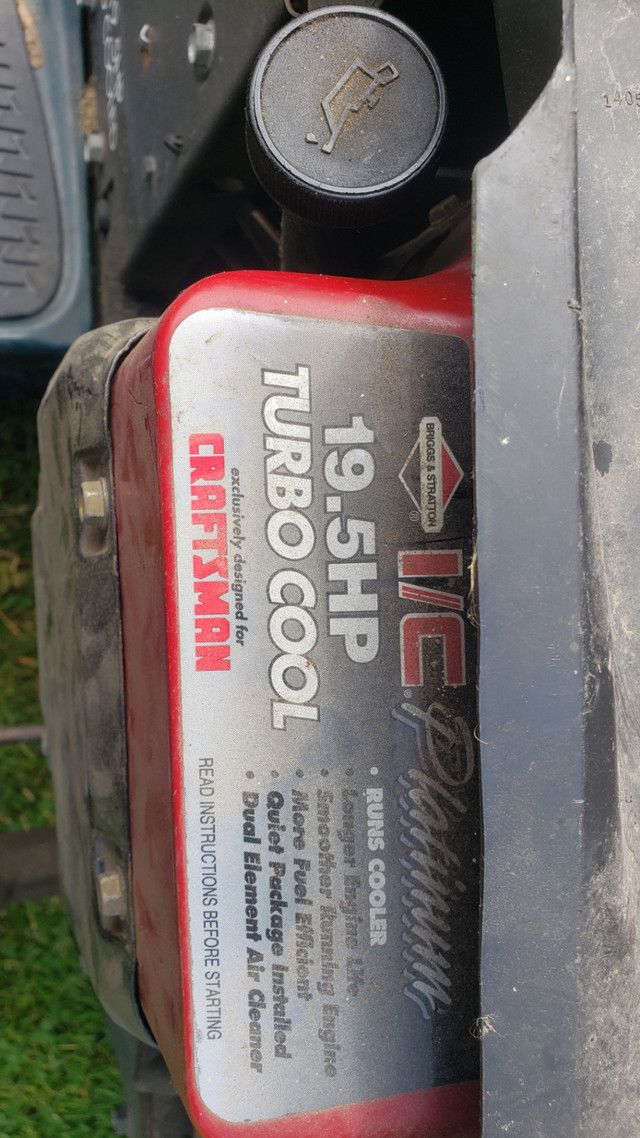 BRIGGS & STRATTON
®
I/C®
Platinum
19.5HP
TURBO COOL
exclusively designed for
CRAFTSMAN
• RUNS COOLER
• Longer Engine Life
• Smoother Running Engine
• More Fuel Efficient
• Quiet Package Installed
• Dual Element Air Cleaner
READ INSTRUCTIONS BEFORE STARTING